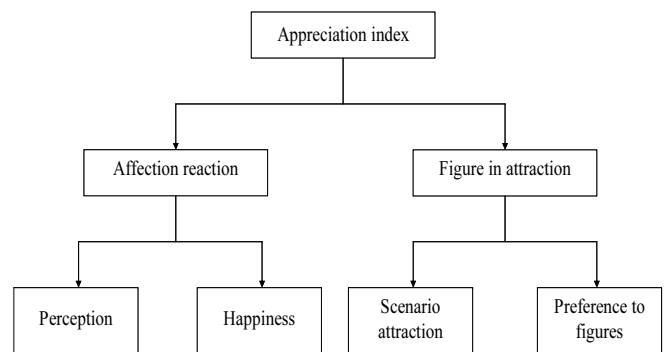 Appreciation index
Affection reaction
Figure in attraction
Perception
Happiness
Scenario
attraction
Preference to
figures